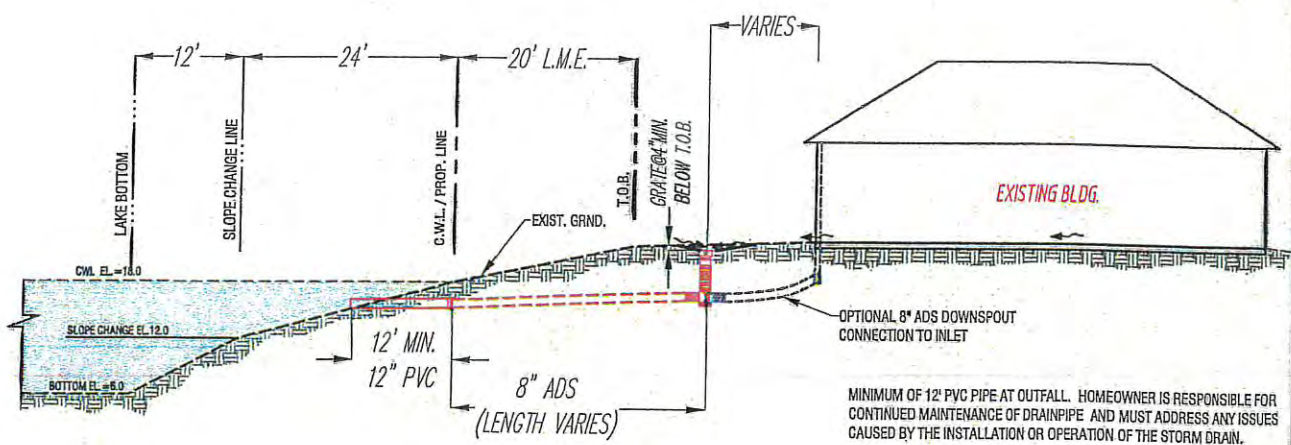 VARIES
12'
24'
20' L.M.E.
LAKE BOTTOM
SLOPE CHANGE LINE
C.W.L. / PROP. LINE
T.O.B.
GRATE@4"MIN.
BELOW T.O.B.
EXIST. GRND.
EXISTING BLDG.
CWL EL.=18.0
SLOPE CHANGE EL.12.0
BOTTOM EL.=6.0
12' MIN.
12" PVC
8" ADS
(LENGTH VARIES)
OPTIONAL 8" ADS DOWNSPOUT
CONNECTION TO INLET
MINIMUM OF 12' PVC PIPE AT OUTFALL. HOMEOWNER IS RESPONSIBLE FOR
CONTINUED MAINTENANCE OF DRAINPIPE AND MUST ADDRESS ANY ISSUES
CAUSED BY THE INSTALLATION OR OPERATION OF THE STORM DRAIN.